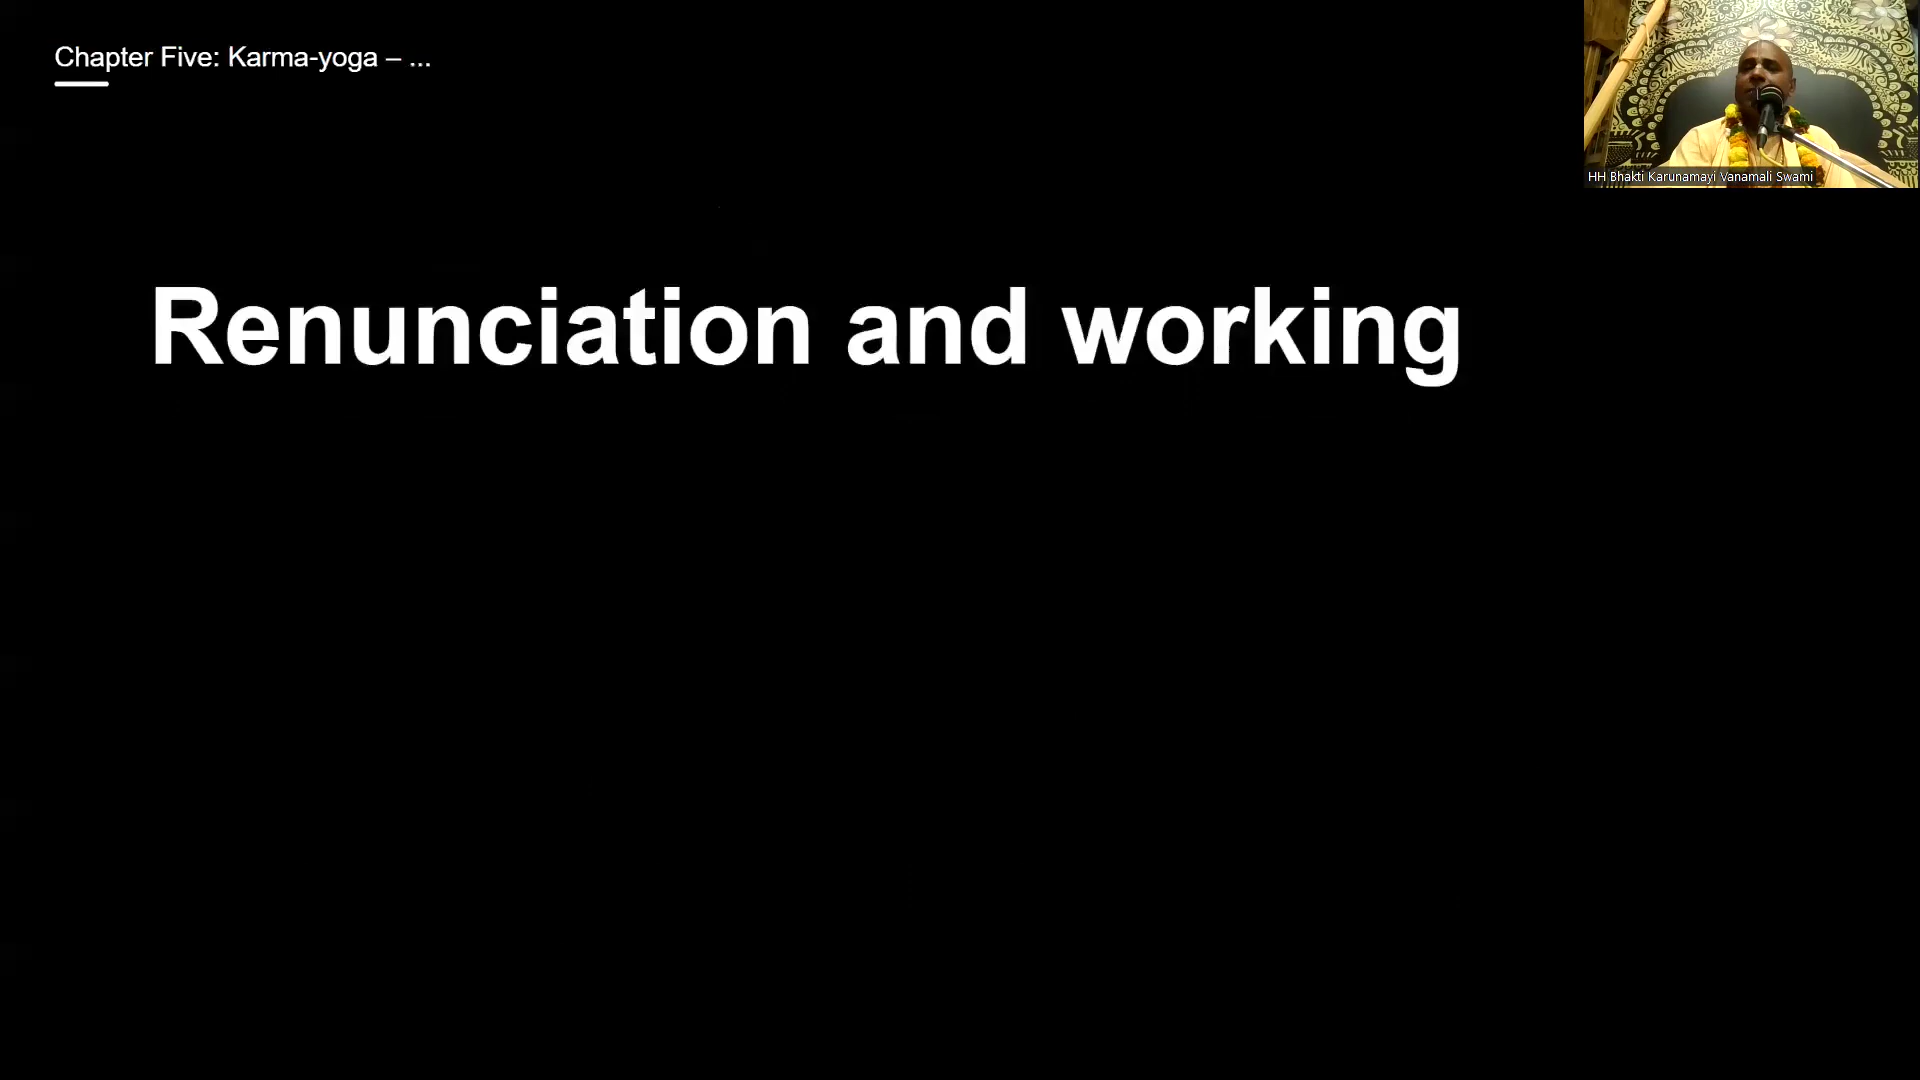 Chapter Five: Karma-yoga – ...
HH Bhakti Karunamayi Vanamali Swami
Renunciation and working